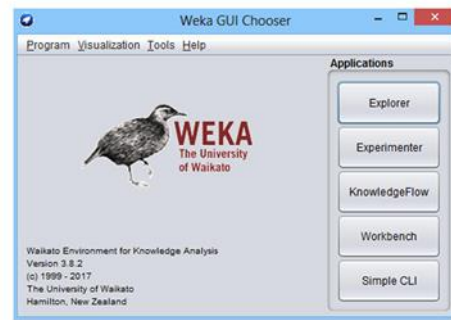 Weka GUI Chooser
Program Visualization Tools Help
Applications
WEKA
The University
of Waikato
Explorer
Experimenter
KnowledgeFlow
Workbench
Simple CLI
Waikato Environment for Knowledge Analysis
Version 3.8.2
(c) 1999 - 2017
The University of Waikato
Hamilton, New Zealand